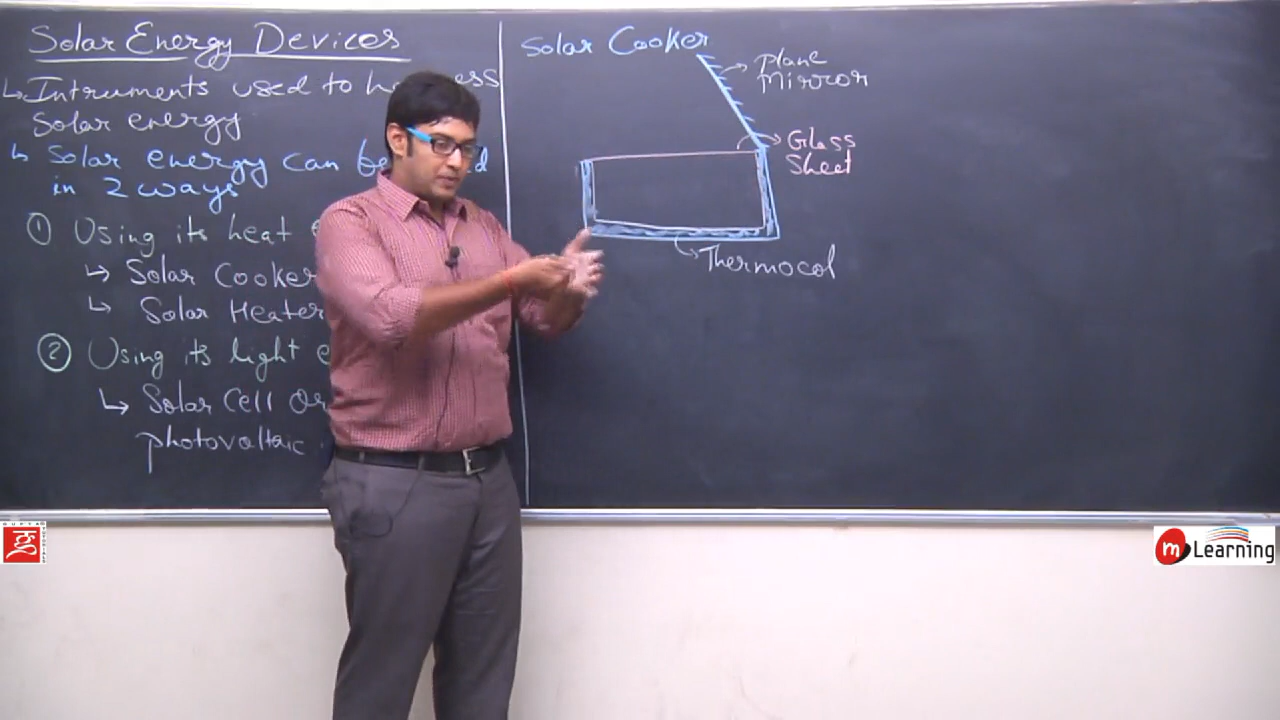 Solar Energy Devices
↳ Intruments used to h ess
Solar energy
↳ Solar energy can be d
in 2 ways
① Using its heat e
↳ Solar Cooker
↳ Solar Heater
② Using its light e
↳ Solar cell or
photovoltaic
Solar Cooker
plane
Mirror
Glass
Sheet
Thermocol
m Learning